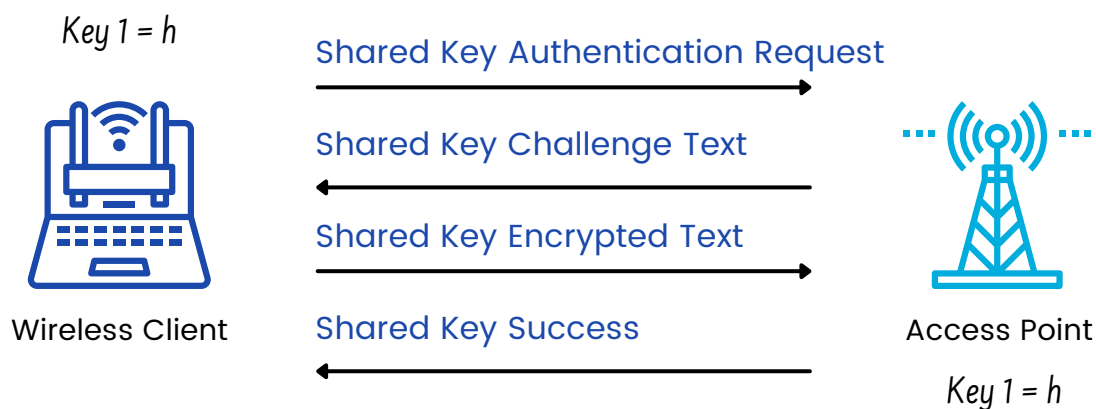 Key 1 = h
Shared Key Authentication Request
Shared Key Challenge Text
Shared Key Encrypted Text
Shared Key Success
Wireless Client
Access Point
Key 1 = h